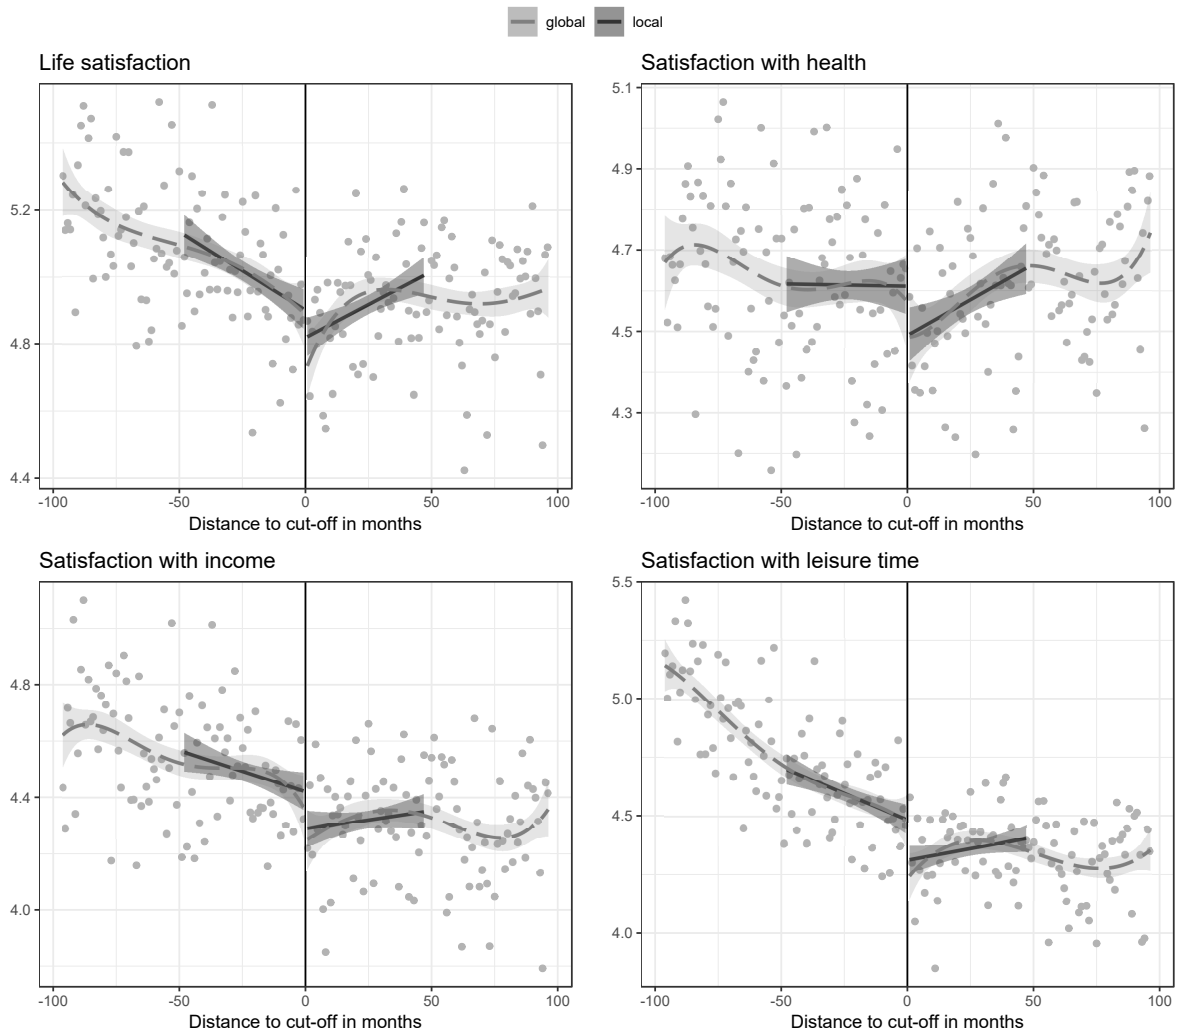 global local
Life satisfaction
5.2
4.8
4.4
-100 -50 0 50 100
Distance to cut-off in months
Satisfaction with health
5.1
4.9
4.7
4.5
4.3
-100 -50 0 50 100
Distance to cut-off in months
Satisfaction with income
4.8
4.4
4.0
-100 -50 0 50 100
Distance to cut-off in months
Satisfaction with leisure time
5.5
5.0
4.5
4.0
-100 -50 0 50 100
Distance to cut-off in months